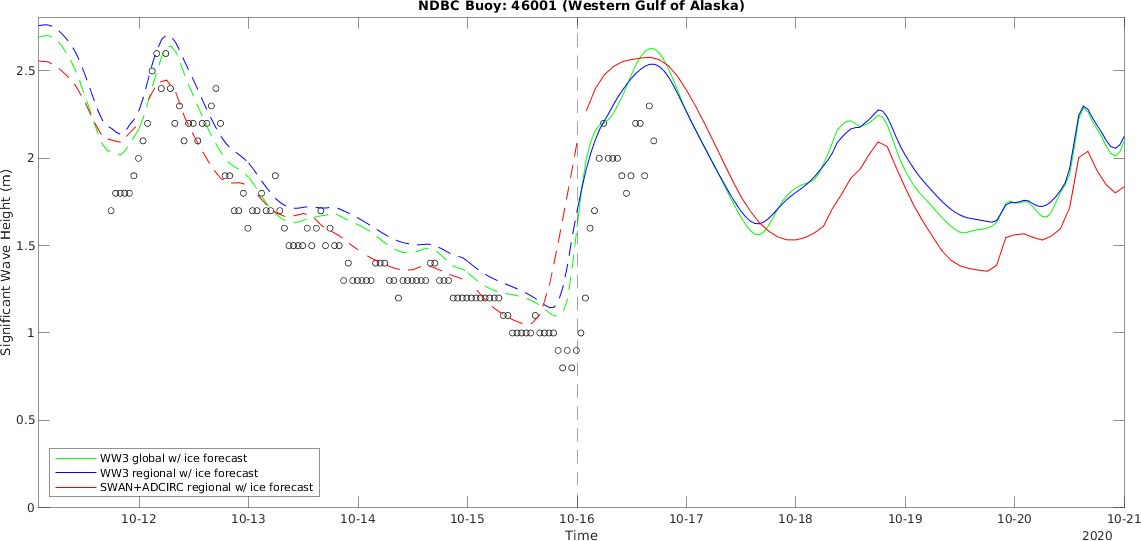 NDBC Buoy: 46001 (Western Gulf of Alaska)
Significant Wave Height (m)
2.5
2
1.5
1
0.5
0
WW3 global w/ ice forecast
WW3 regional w/ ice forecast
SWAN+ADCIRC regional w/ ice forecast
10-12 10-13 10-14 10-15 10-16 10-17 10-18 10-19 10-20 10-21
Time 2020